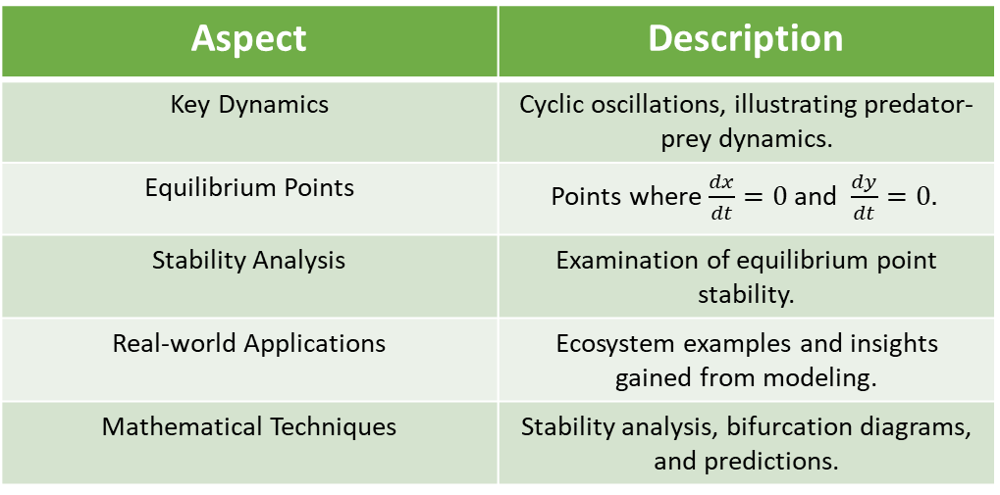 Aspect
Description
Key Dynamics
Cyclic oscillations, illustrating predator-
prey dynamics.
Equilibrium Points
Points where dx/dt = 0 and dy/dt = 0.
Stability Analysis
Examination of equilibrium point
stability.
Real-world Applications
Ecosystem examples and insights
gained from modeling.
Mathematical Techniques
Stability analysis, bifurcation diagrams,
and predictions.